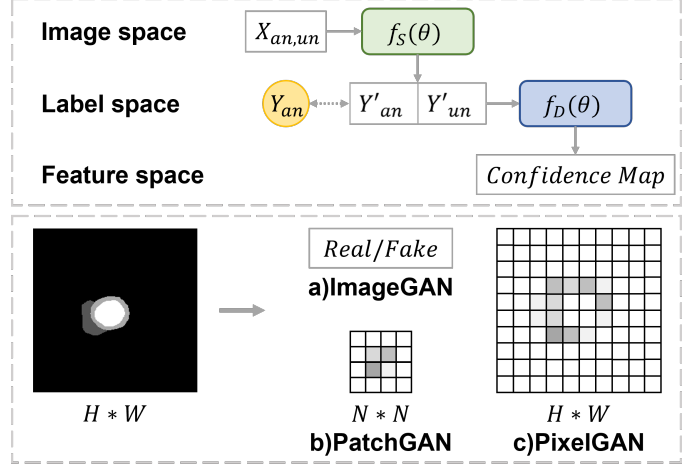 Image space
X_{an,un}
f_S(θ)
Label space
Y_{an}
Y'_{an}
Y'_{un}
f_D(θ)
Feature space
Confidence Map
Real/Fake
a)ImageGAN
H ∗ W
N ∗ N
b)PatchGAN
H ∗ W
c)PixelGAN